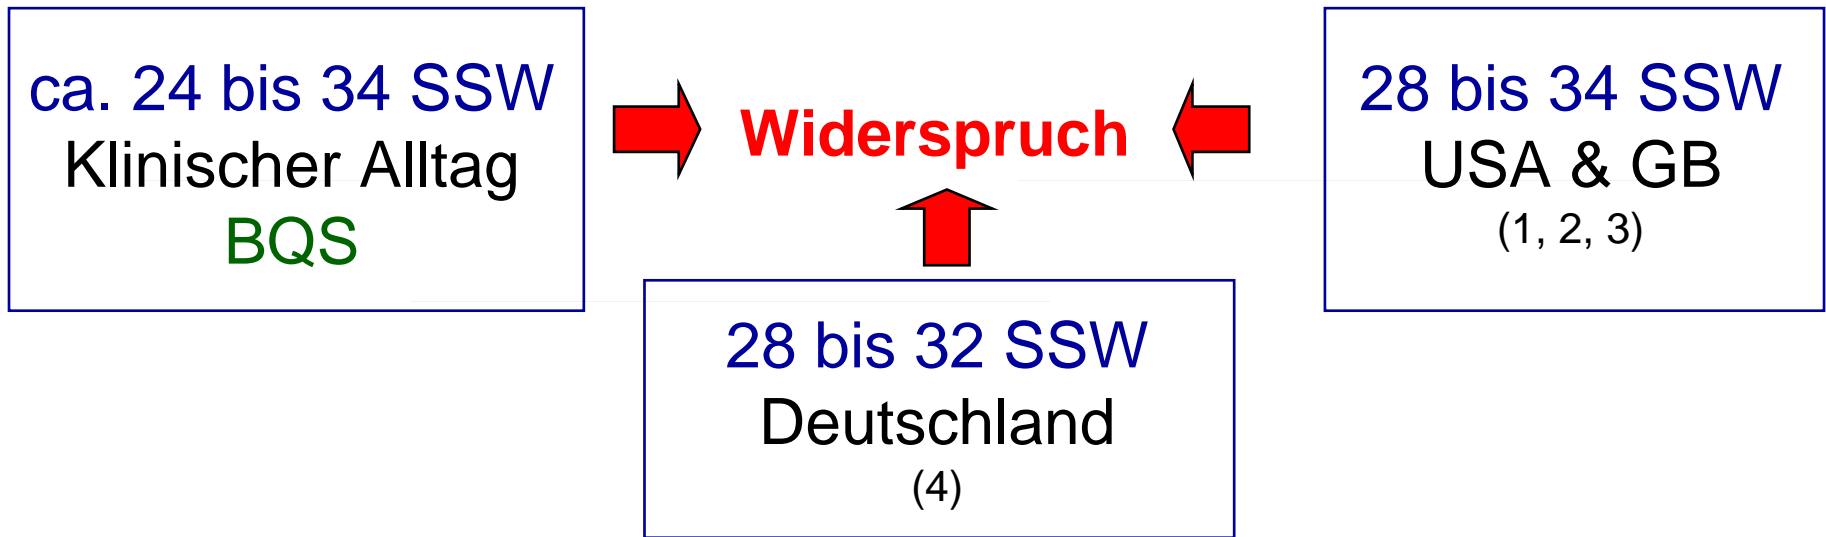 ca. 24 bis 34 SSW
Klinischer Alltag
BQS
Widerspruch
28 bis 34 SSW
USA & GB
(1, 2, 3)
28 bis 32 SSW
Deutschland
(4)